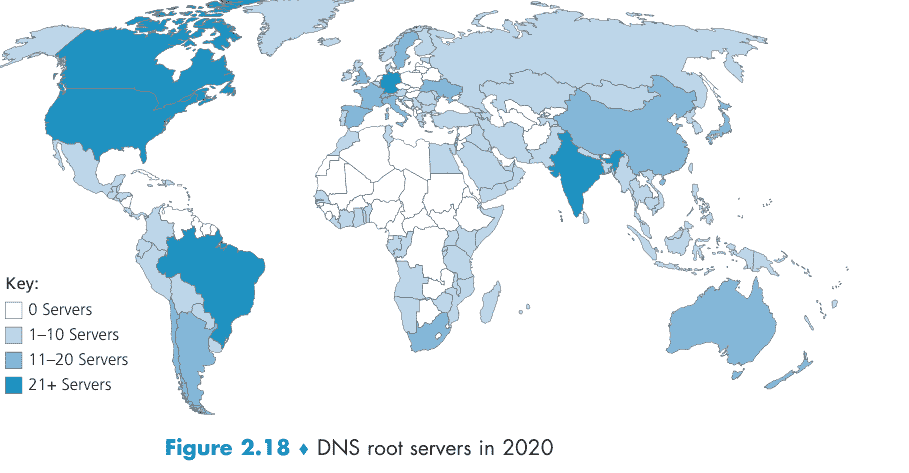 Key:
0 Servers
1–10 Servers
11–20 Servers
21+ Servers
Figure 2.18 ♦ DNS root servers in 2020